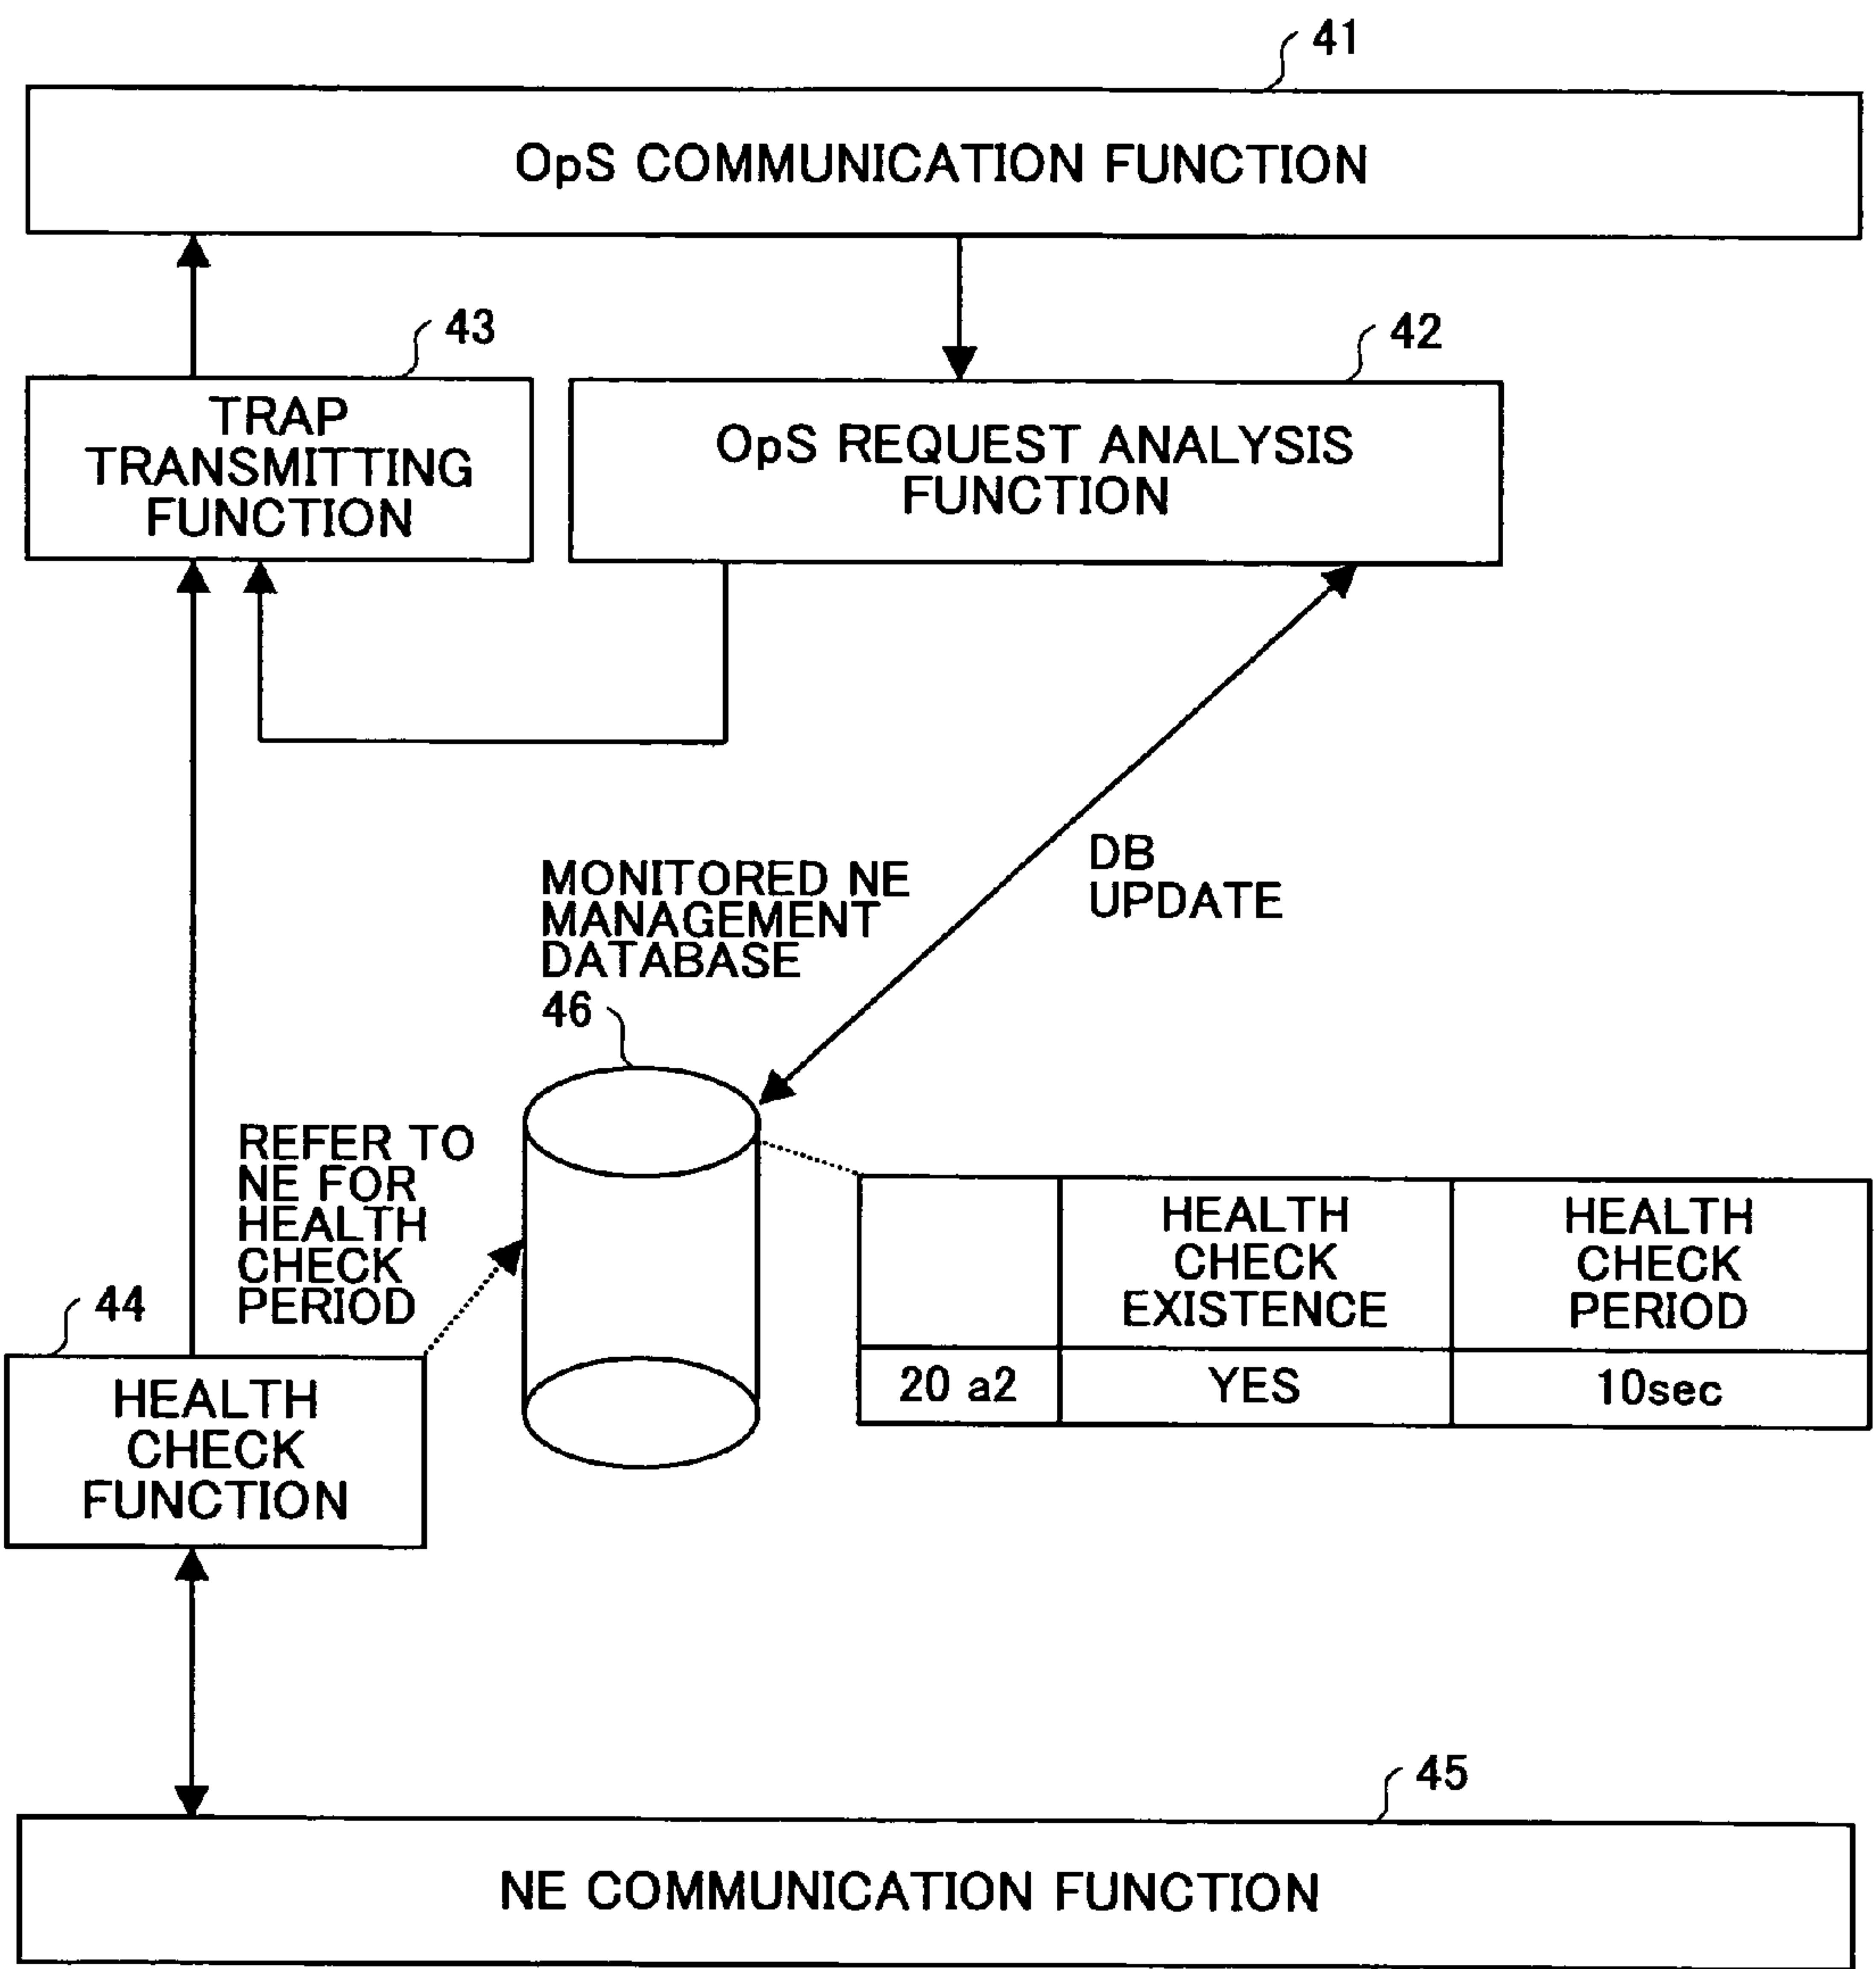 41
OpS COMMUNICATION FUNCTION
43
TRAP
TRANSMITTING
FUNCTION
42
OpS REQUEST ANALYSIS
FUNCTION
DB
UPDATE
MONITORED NE
MANAGEMENT
DATABASE
46
REFER TO
NE FOR
HEALTH
CHECK
PERIOD
HEALTH
CHECK
EXISTENCE
HEALTH
CHECK
PERIOD
20 a2
YES
10sec
44
HEALTH
CHECK
FUNCTION
45
NE COMMUNICATION FUNCTION